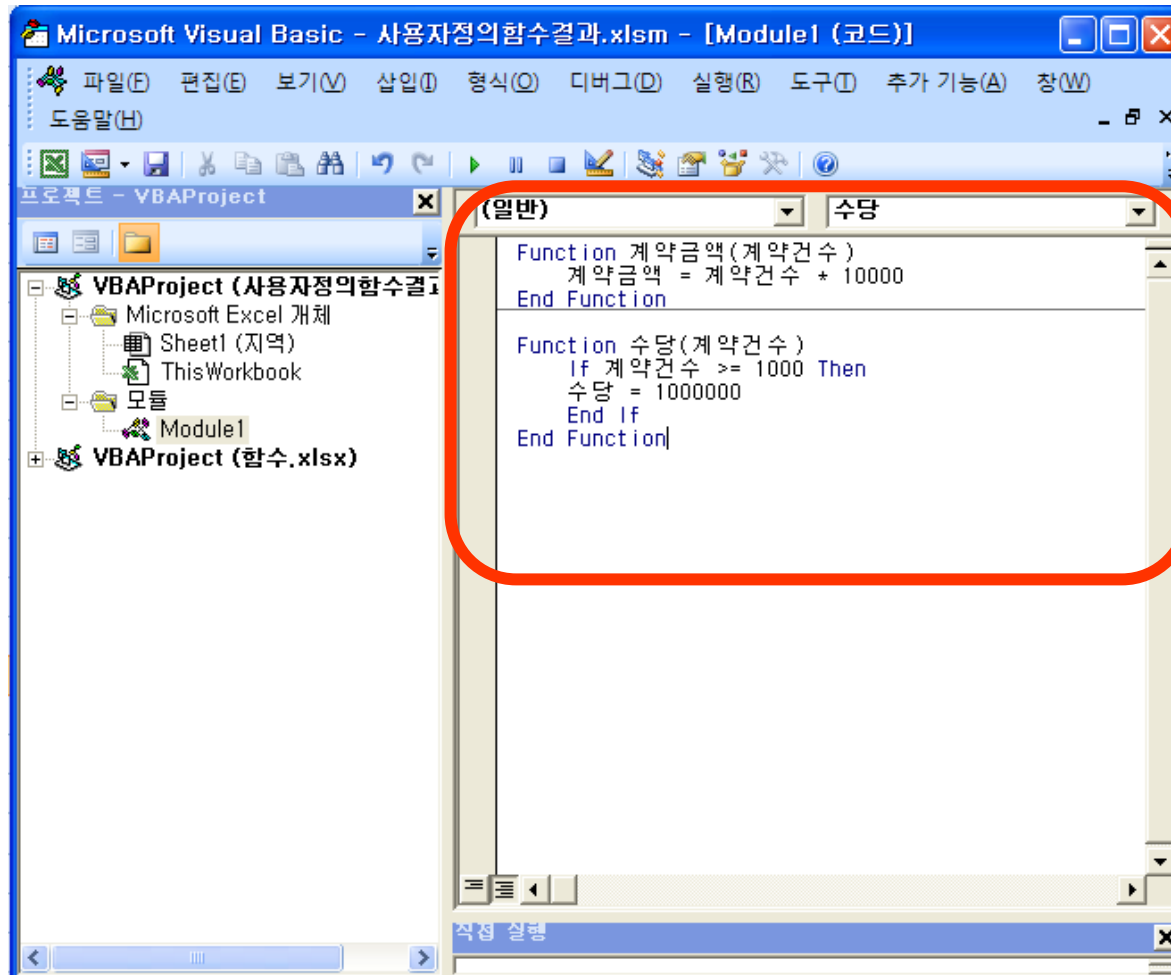 Microsoft Visual Basic - 사용자정의함수결과.xlsm - [Module1 (코드)]
파일(F) 편집(E) 보기(V) 삽입(I) 형식(O) 디버그(D) 실행(R) 도구(T) 추가 기능(A) 창(W)
도움말(H)
프로젝트 - VBAProject
(일반) 수당
VBAProject (사용자정의함수결과
Microsoft Excel 개체
Sheet1 (지역)
ThisWorkbook
모듈
Module1
VBAProject (함수.xlsx)
Function 계약금액(계약건수)
계약금액 = 계약건수 * 10000
End Function
Function 수당(계약건수)
If 계약건수 >= 1000 Then
수당 = 1000000
End If
End Function
직접 실행